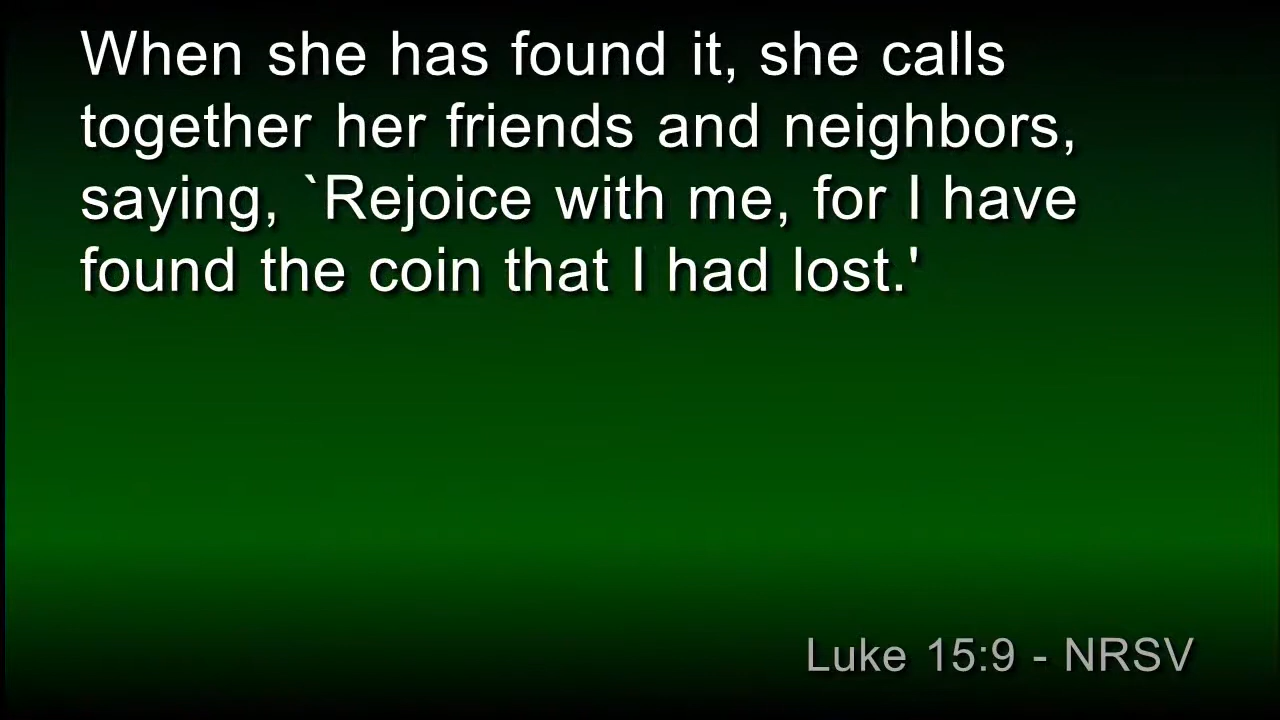 When she has found it, she calls
together her friends and neighbors,
saying, `Rejoice with me, for I have
found the coin that I had lost.'
Luke 15:9 - NRSV